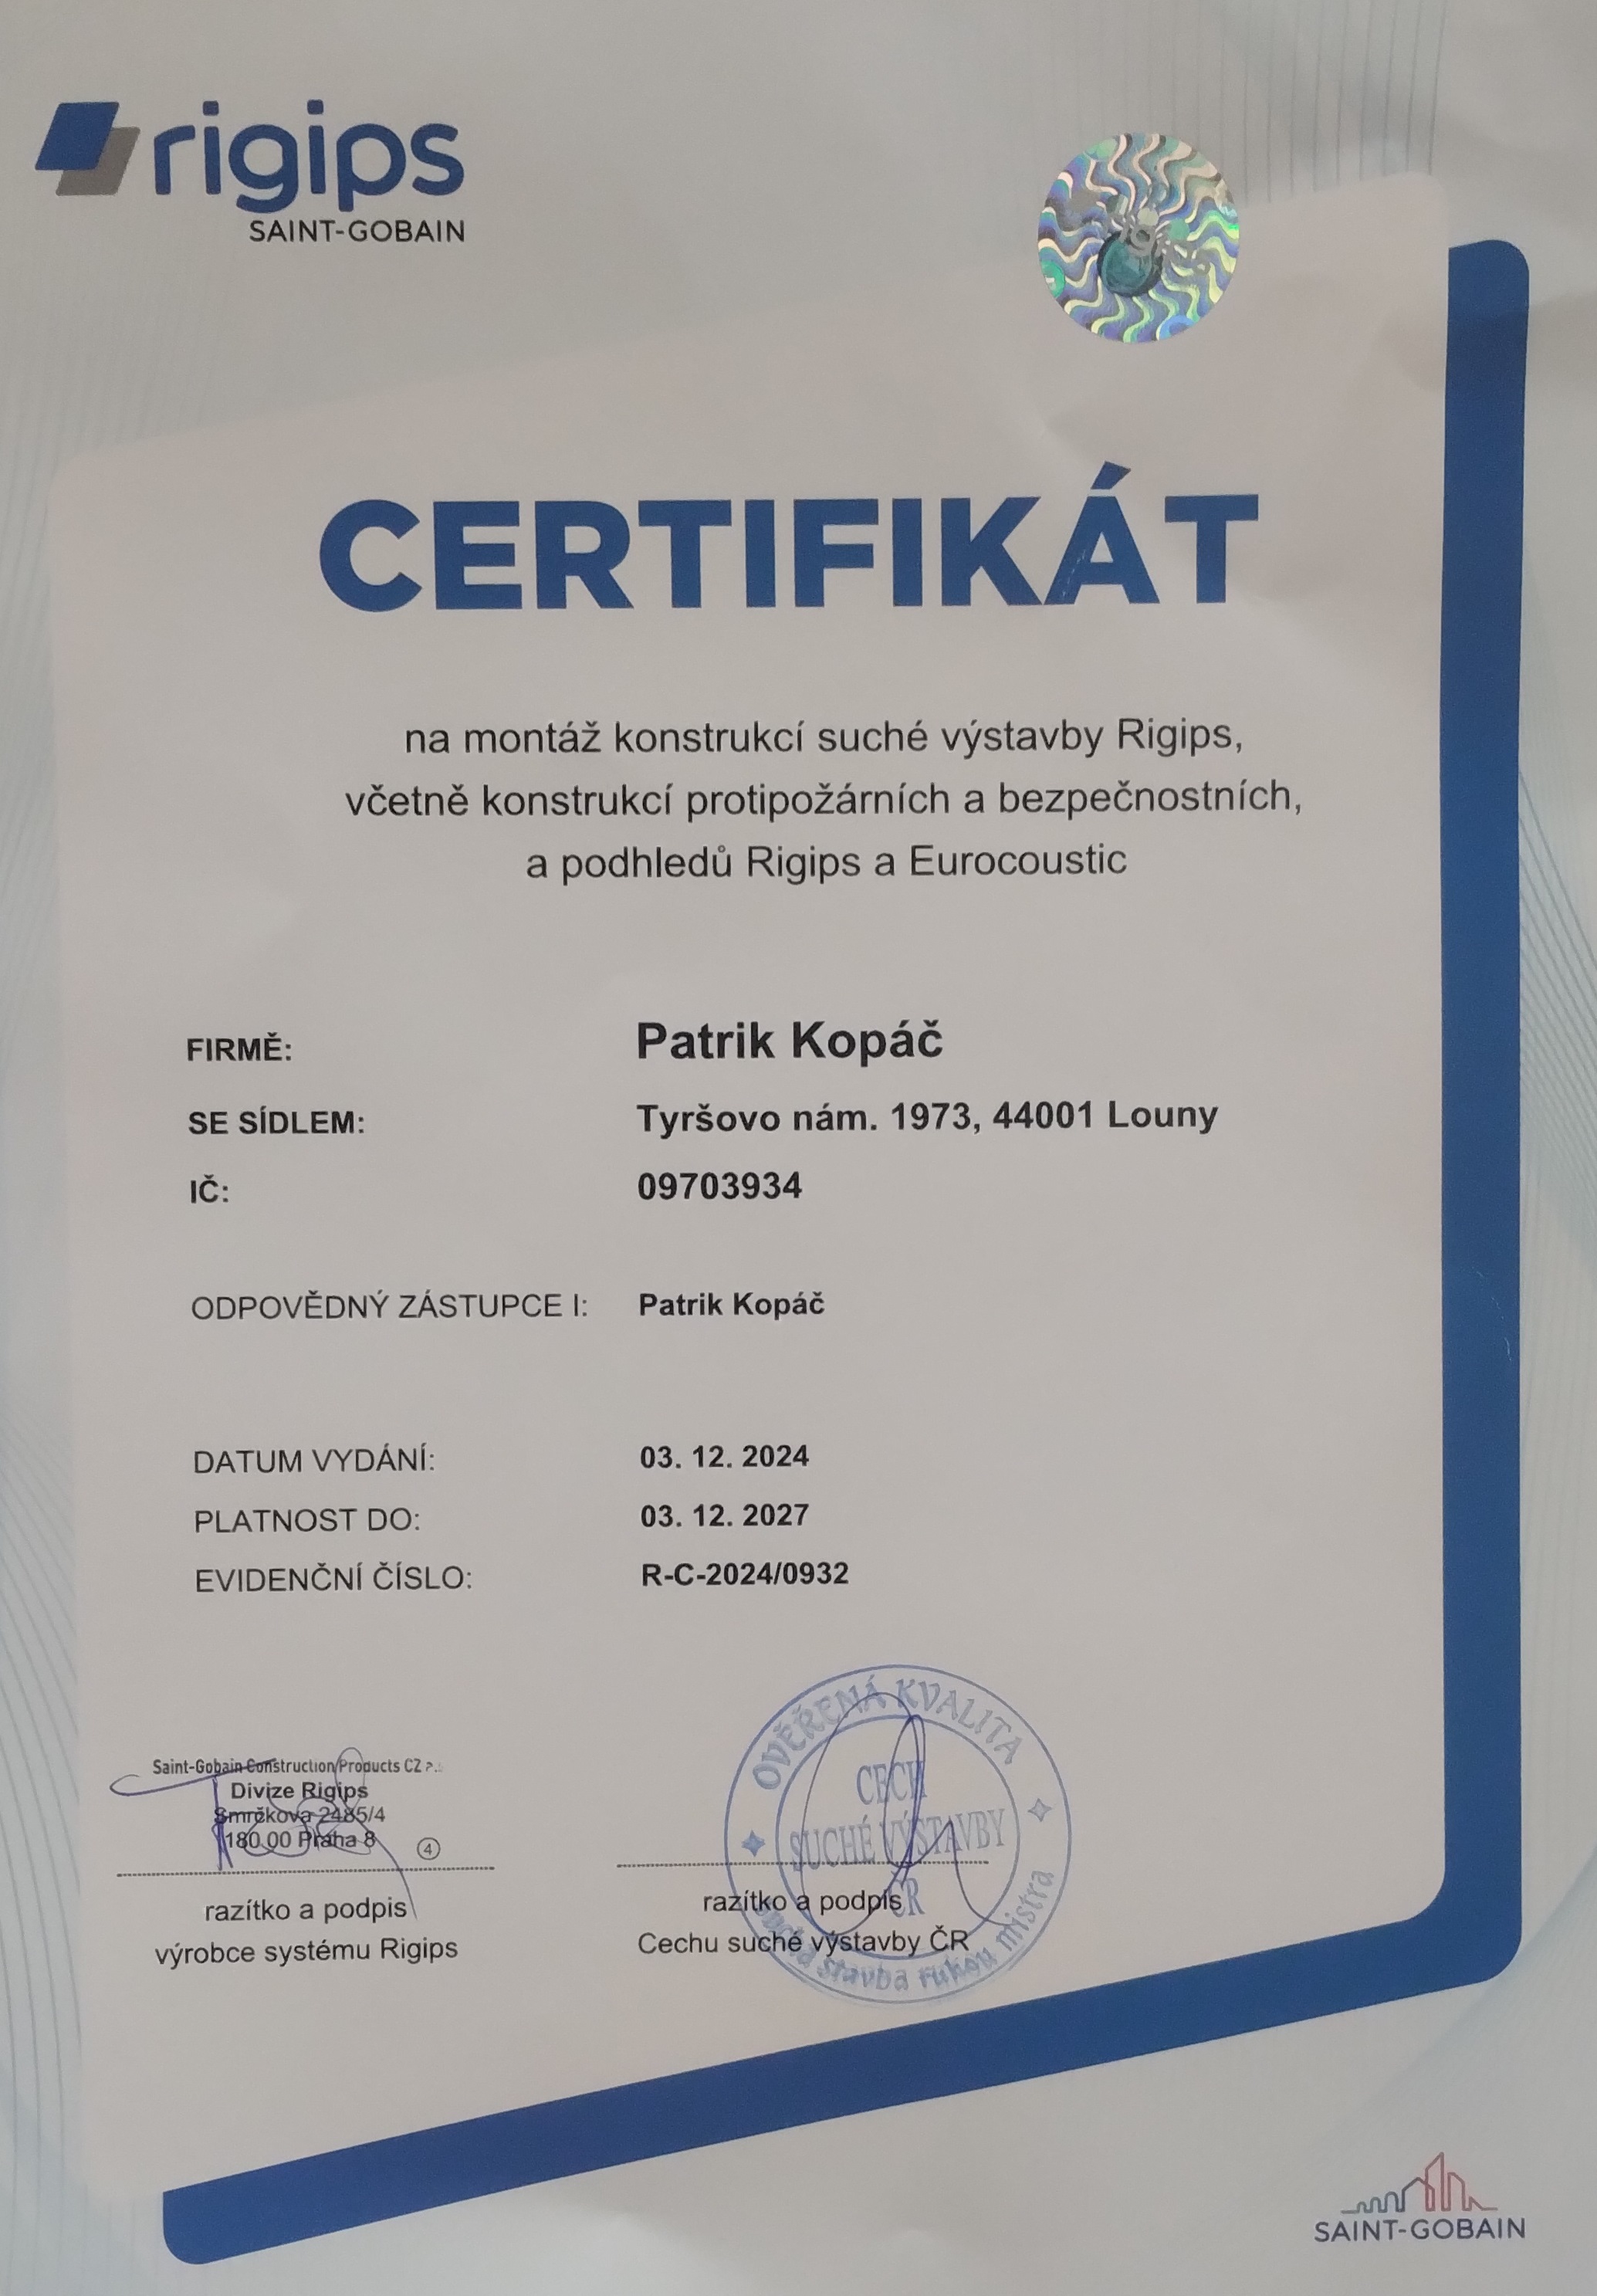 rigips
SAINT-GOBAIN
CERTIFIKÁT
na montáž konstrukcí suché výstavby Rigips,
včetně konstrukcí protipožárních a bezpečnostních,
a podhledů Rigips a Eurocoustic
FIRMĚ: Patrik Kopáč
SE SÍDLEM: Tyršovo nám. 1973, 44001 Louny
IČ: 09703934
ODPOVĚDNÝ ZÁSTUPCE I: Patrik Kopáč
DATUM VYDÁNÍ: 03. 12. 2024
PLATNOST DO: 03. 12. 2027
EVIDENČNÍ ČÍSLO: R-C-2024/0932
Saint-Gobain Construction Products CZ
Divize Rigips
Smrčkova 2485/4
180 00 Praha 8
4
razítko a podpis
výrobce systému Rigips
OVĚŘENÁ KVALITA
CECH
SUCHÉ VÝSTAVBY
ČR
suchá stavba rukou mistra
razítko a podpis
Cechu suché výstavby ČR
SAINT-GOBAIN